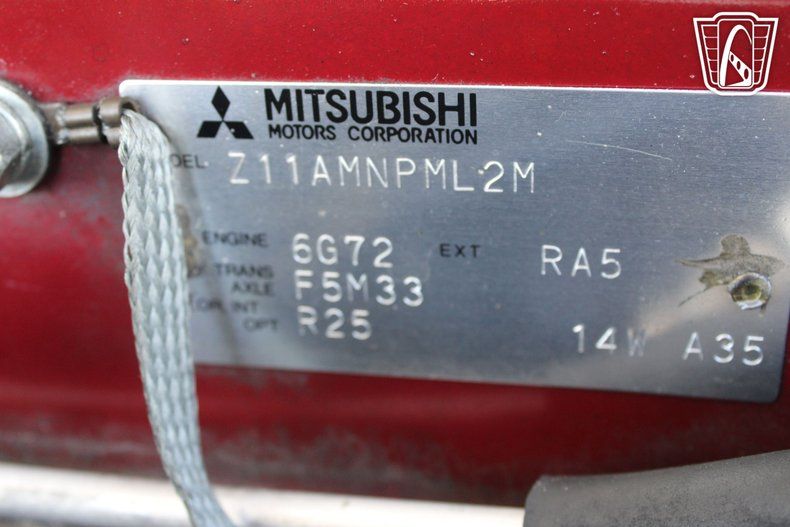 MITSUBISHI
MOTORS CORPORATION
DEL Z11AMNPML2M
ENGINE 6G72 EXT RA5
TRANS
AXLE F5M33
INT R25
OPT 14W A35